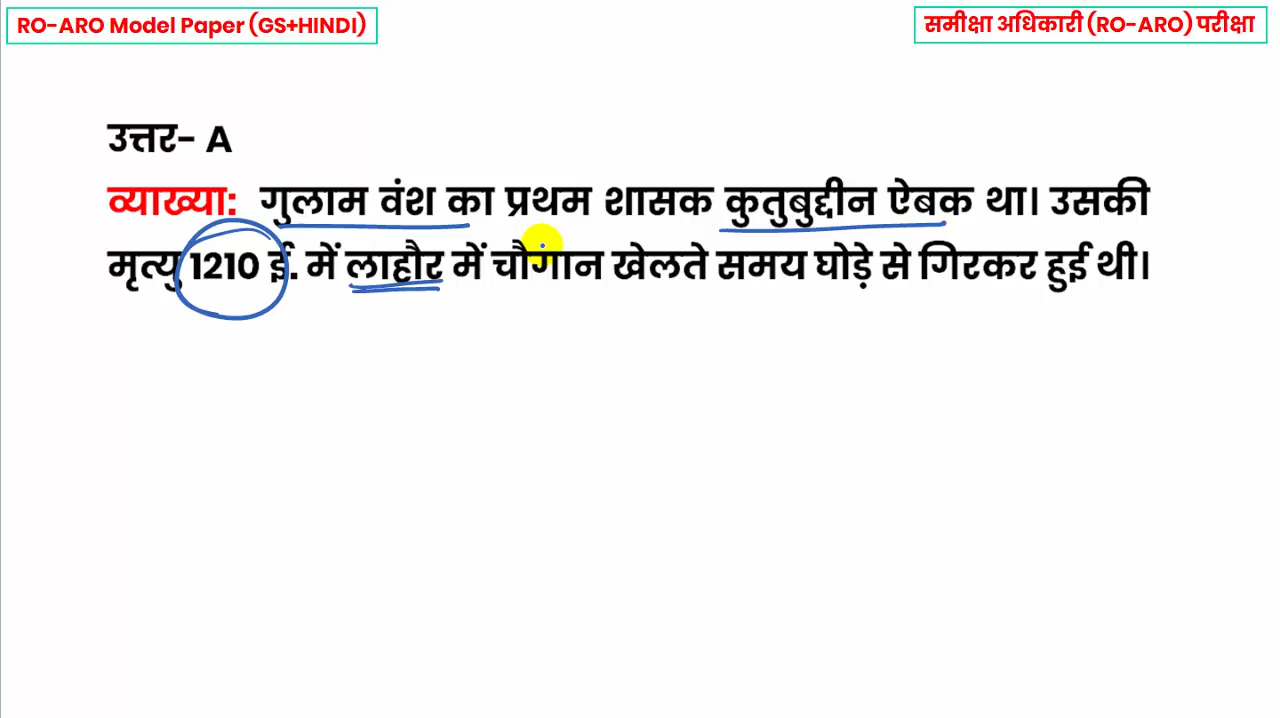 RO-ARO Model Paper (GS+HINDI)
समीक्षा अधिकारी (RO-ARO) परीक्षा
उत्तर- A
व्याख्या: गुलाम वंश का प्रथम शासक कुतुबुद्दीन ऐबक था। उसकी
मृत्यु 1210 ई. में लाहौर में चौगान खेलते समय घोड़े से गिरकर हुई थी।